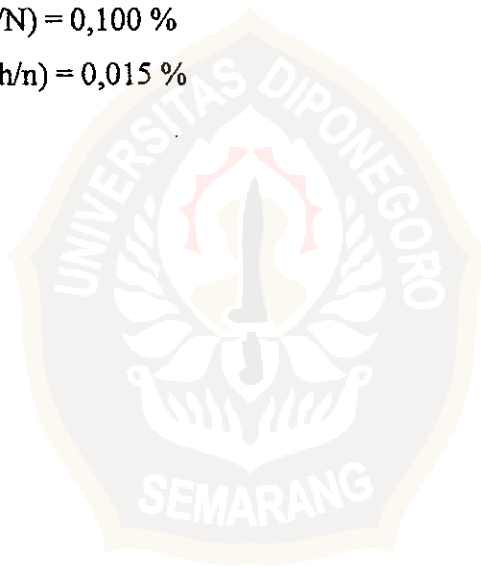 /N) = 0,100 %
h/n) = 0,015 %
UNIVERSITAS DIPONEGORO
SEMARANG